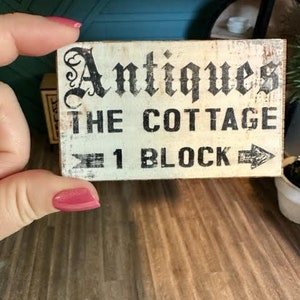 Antiques
THE COTTAGE
1 BLOCK